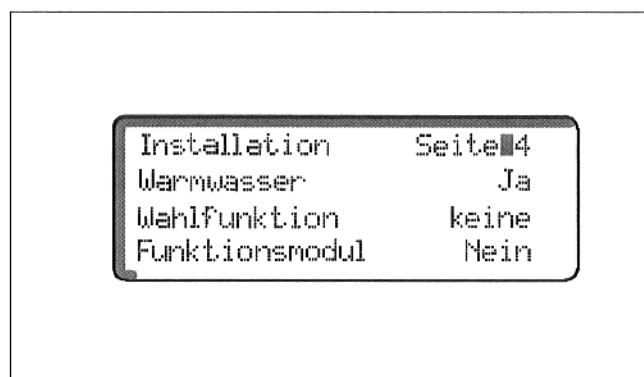 Installation Seite 4
Warmwasser Ja
Wahlfunktion keine
Funktionsmodul Nein